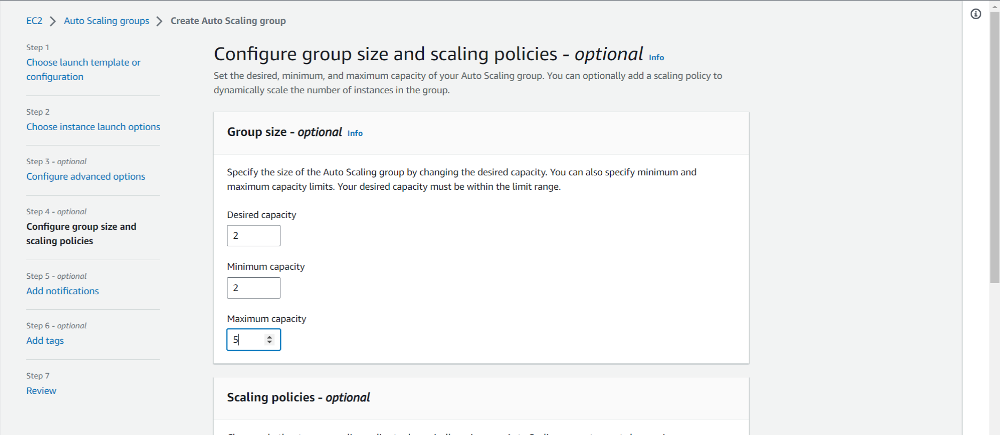 EC2 Auto Scaling groups Create Auto Scaling group
Step 1
Choose launch template or
configuration
Step 2
Choose instance launch options
Step 3 - optional
Configure advanced options
Step 4 - optional
Configure group size and
scaling policies
Step 5 - optional
Add notifications
Step 6 - optional
Add tags
Step 7
Review
Configure group size and scaling policies - optional Info
Set the desired, minimum, and maximum capacity of your Auto Scaling group. You can optionally add a scaling policy to
dynamically scale the number of instances in the group.
Group size - optional Info
Specify the size of the Auto Scaling group by changing the desired capacity. You can also specify minimum and
maximum capacity limits. Your desired capacity must be within the limit range.
Desired capacity
2
Minimum capacity
2
Maximum capacity
5
Scaling policies - optional